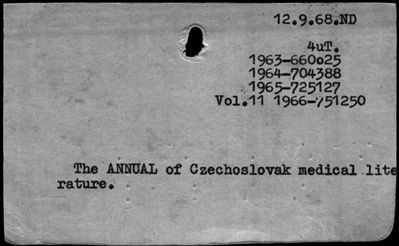 12.9.68.ND
4uT.
1963-660o25
1964-704388
1965-725127
Vol.11 1966-751250
The ANNUAL of Czechoslovak medical lite
rature.